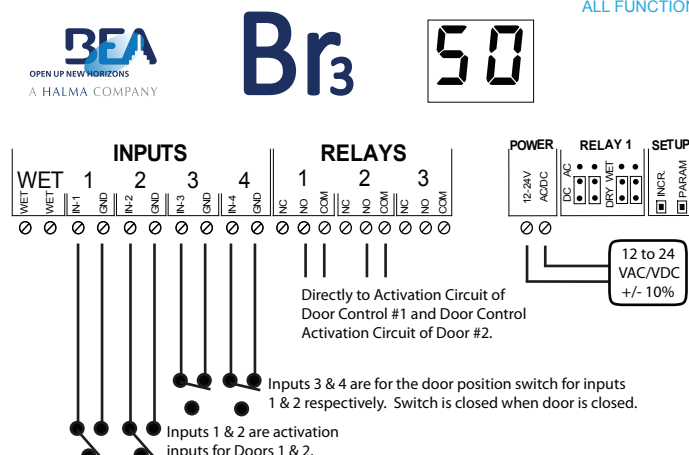 ALL FUNCTION
BEA
OPEN UP NEW HORIZONS
A HALMA COMPANY
Br3
50
INPUTS
RELAYS
POWER
RELAY 1
SETUP
WET 1 2 3 4
1 2 3
WET WET IN-1 GND IN-2 GND IN-3 GND IN-4 GND NC NO COM NC NO COM NC NO COM
12-24V AC/DC
DC AC
DRY WET
INCR.
PARAM
12 to 24
VAC/VDC
+/- 10%
Directly to Activation Circuit of
Door Control #1 and Door Control
Activation Circuit of Door #2.
Inputs 3 & 4 are for the door position switch for inputs
1 & 2 respectively. Switch is closed when door is closed.
Inputs 1 & 2 are activation
inputs for Doors 1 & 2.